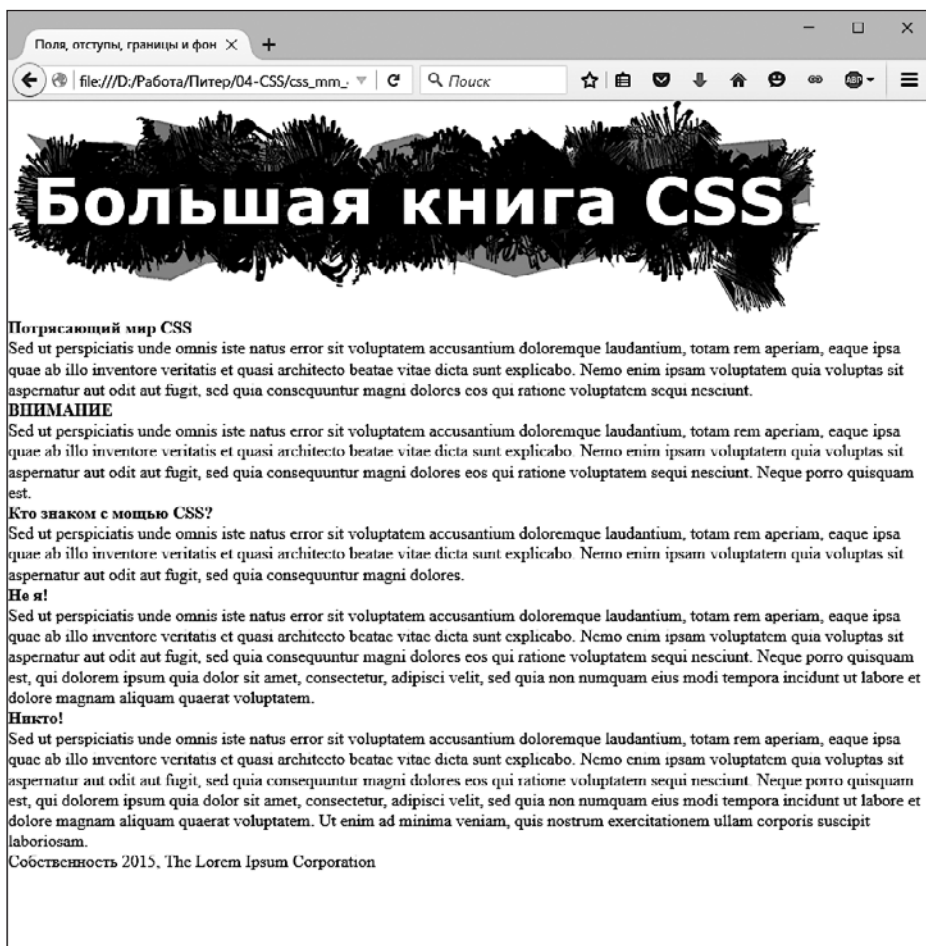 Поля, отступы, границы и фон
file:///D:/Работа/Питер/04-CSS/css_mm_
Поиск
ABP
Большая книга CSS
Потрясающий мир CSS
Sed ut perspiciatis unde omnis iste natus error sit voluptatem accusantium doloremque laudantium, totam rem aperiam, eaque ipsa
quae ab illo inventore veritatis et quasi architecto beatae vitae dicta sunt explicabo. Nemo enim ipsam voluptatem quia voluptas sit
aspernatur aut odit aut fugit, sed quia consequuntur magni dolores eos qui ratione voluptatem sequi nesciunt.
ВНИМАНИЕ
Sed ut perspiciatis unde omnis iste natus error sit voluptatem accusantium doloremque laudantium, totam rem aperiam, eaque ipsa
quae ab illo inventore veritatis et quasi architecto beatae vitae dicta sunt explicabo. Nemo enim ipsam voluptatem quia voluptas sit
aspernatur aut odit aut fugit, sed quia consequuntur magni dolores eos qui ratione voluptatem sequi nesciunt. Neque porro quisquam
est.
Кто знаком с мощью CSS?
Sed ut perspiciatis unde omnis iste natus error sit voluptatem accusantium doloremque laudantium, totam rem aperiam, eaque ipsa
quae ab illo inventore veritatis et quasi architecto beatae vitae dicta sunt explicabo. Nemo enim ipsam voluptatem quia voluptas sit
aspernatur aut odit aut fugit, sed quia consequuntur magni dolores.
Не я!
Sed ut perspiciatis unde omnis iste natus error sit voluptatem accusantium doloremque laudantium, totam rem aperiam, eaque ipsa
quae ab illo inventore veritatis et quasi architecto beatae vitae dicta sunt explicabo. Nemo enim ipsam voluptatem quia voluptas sit
aspernatur aut odit aut fugit, sed quia consequuntur magni dolores eos qui ratione voluptatem sequi nesciunt. Neque porro quisquam
est, qui dolorem ipsum quia dolor sit amet, consectetur, adipisci velit, sed quia non numquam eius modi tempora incidunt ut labore et
dolore magnam aliquam quaerat voluptatem.
Никто!
Sed ut perspiciatis unde omnis iste natus error sit voluptatem accusantium doloremque laudantium, totam rem aperiam, eaque ipsa
quae ab illo inventore veritatis et quasi architecto beatae vitae dicta sunt explicabo. Nemo enim ipsam voluptatem quia voluptas sit
aspernatur aut odit aut fugit, sed quia consequuntur magni dolores eos qui ratione voluptatem sequi nesciunt. Neque porro quisquam
est, qui dolorem ipsum quia dolor sit amet, consectetur, adipisci velit, sed quia non numquam eius modi tempora incidunt ut labore et
dolore magnam aliquam quaerat voluptatem. Ut enim ad minima veniam, quis nostrum exercitationem ullam corporis suscipit
laboriosam.
Собственность 2015, The Lorem Ipsum Corporation